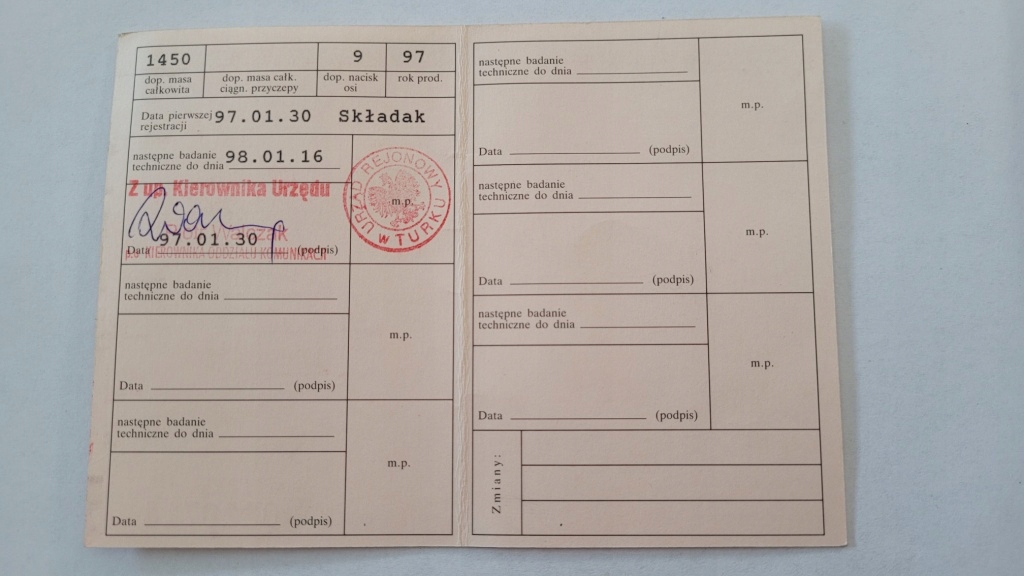 1450 9 97
dop. masa całkowita
dop. masa całk. ciągn. przyczepy
dop. nacisk osi
rok prod.
Data pierwszej rejestracji 97.01.30 Składak
następne badanie
techniczne do dnia 98.01.16
Z up. Kierownika Urzędu
m.p.
URZĄD REJONOWY w TURKU
Data 97.01.30 (podpis)
p.o KIEROWNIKA ODDZIAŁU KOMUNIKACJI
następne badanie
techniczne do dnia
m.p.
Data (podpis)
następne badanie
techniczne do dnia
m.p.
Data (podpis)
następne badanie
techniczne do dnia
m.p.
Data (podpis)
następne badanie
techniczne do dnia
m.p.
Data (podpis)
następne badanie
techniczne do dnia
m.p.
Data (podpis)
Zmiany: